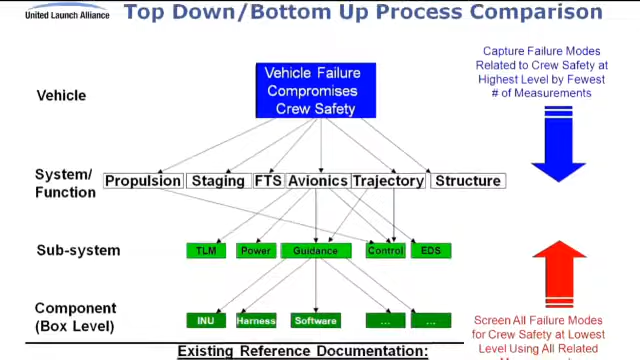 United Launch Alliance
Top Down/Bottom Up Process Comparison
Capture Failure Modes
Related to Crew Safety at
Highest Level by Fewest
# of Measurements
Vehicle
Vehicle Failure
Compromises
Crew Safety
System/
Function
Propulsion Staging FTS Avionics Trajectory Structure
Sub-system
TLM Power Guidance Control EDS
Component
(Box Level)
INU Harness Software ... ...
Screen All Failure Modes
for Crew Safety at Lowest
Level Using All Related
Existing Reference Documentation: